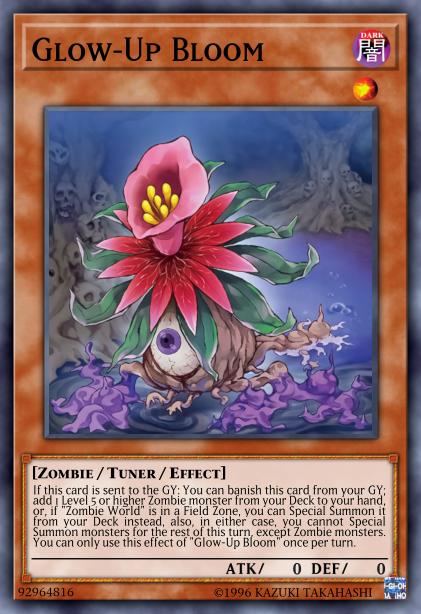 GLOW-UP BLOOM
DARK
闇
[ZOMBIE / TUNER / EFFECT]
If this card is sent to the GY: You can banish this card from your GY;
add 1 Level 5 or higher Zombie monster from your Deck to your hand,
or, if "Zombie World" is in a Field Zone, you can Special Summon it
from your Deck instead, also, in either case, you cannot Special
Summon monsters for the rest of this turn, except Zombie monsters.
You can only use this effect of "Glow-Up Bloom" once per turn.
ATK/ 0 DEF/ 0
92964816
©1996 KAZUKI TAKAHASHI